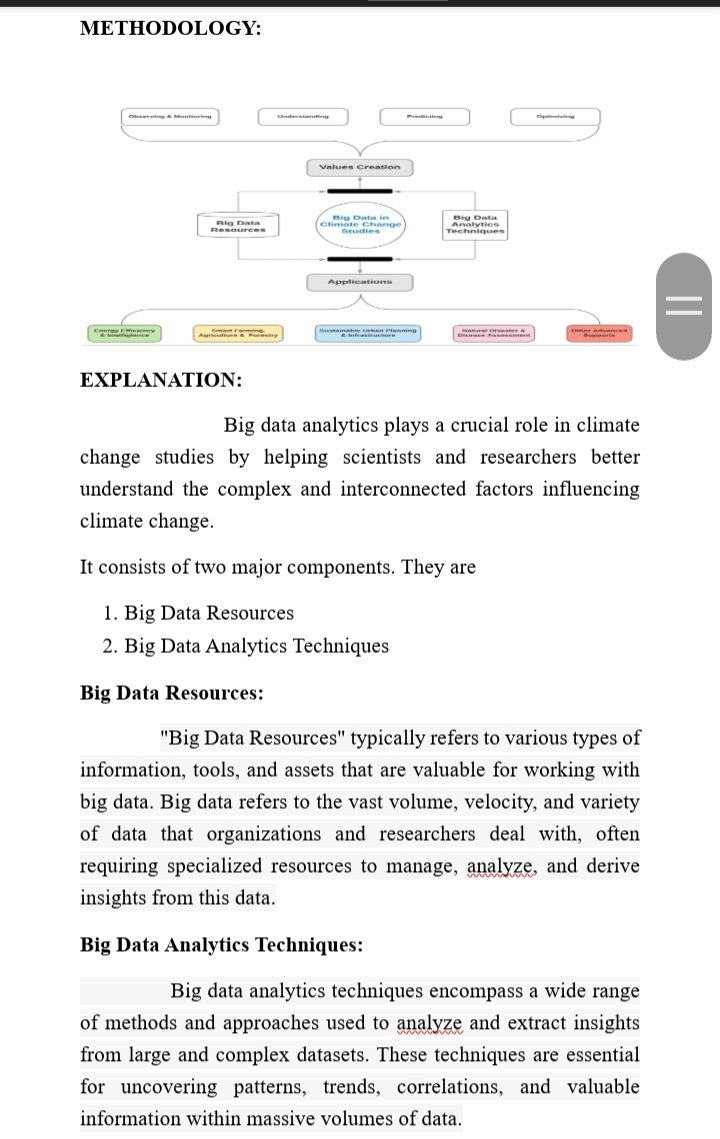 METHODOLOGY:
Observing & Monitoring
Understanding
Predicting
Optimizing
Values Creation
Big Data
Resources
Big Data in
Climate Change
Studies
Big Data
Analytics
Techniques
Applications
Energy Efficiency
& Intelligence
Smart Farming,
Agriculture & Forestry
Sustainable Urban Planning
& Infrastructure
Natural Disaster &
Disease Assessment
Other Advanced
Supports
EXPLANATION:
Big data analytics plays a crucial role in climate
change studies by helping scientists and researchers better
understand the complex and interconnected factors influencing
climate change.
It consists of two major components. They are
1. Big Data Resources
2. Big Data Analytics Techniques
Big Data Resources:
"Big Data Resources" typically refers to various types of
information, tools, and assets that are valuable for working with
big data. Big data refers to the vast volume, velocity, and variety
of data that organizations and researchers deal with, often
requiring specialized resources to manage, analyze, and derive
insights from this data.
Big Data Analytics Techniques:
Big data analytics techniques encompass a wide range
of methods and approaches used to analyze and extract insights
from large and complex datasets. These techniques are essential
for uncovering patterns, trends, correlations, and valuable
information within massive volumes of data.